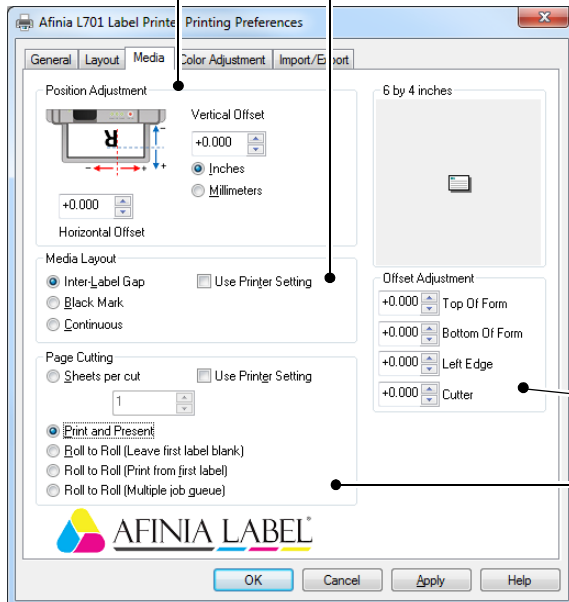 Afinia L701 Label Printer Printing Preferences
General Layout Media Color Adjustment Import/Export
Position Adjustment
R
Vertical Offset
+0.000
Inches
Millimeters
+0.000
Horizontal Offset
6 by 4 inches
Media Layout
Inter-Label Gap
Use Printer Setting
Black Mark
Continuous
Offset Adjustment
+0.000 Top Of Form
+0.000 Bottom Of Form
+0.000 Left Edge
+0.000 Cutter
Page Cutting
Sheets per cut
Use Printer Setting
1
Print and Present
Roll to Roll (Leave first label blank)
Roll to Roll (Print from first label)
Roll to Roll (Multiple job queue)
AFINIA LABEL
OK Cancel Apply Help